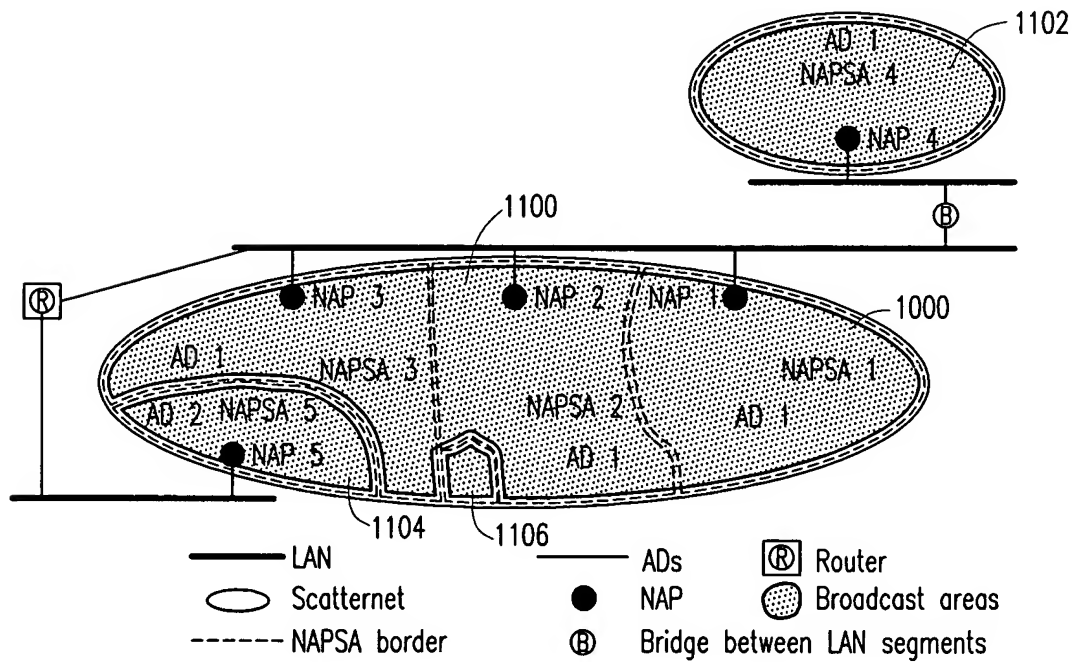 1102
AD 1
NAPSA 4
NAP 4
B
1100
R
NAP 3
NAP 2
NAP 1
1000
AD 1
NAPSA 3
NAPSA 1
AD 2
NAPSA 5
NAPSA 2
AD 1
NAP 5
AD 1
1104
1106
LAN
ADs
R Router
Scatternet
NAP
Broadcast areas
NAPSA border
B Bridge between LAN segments